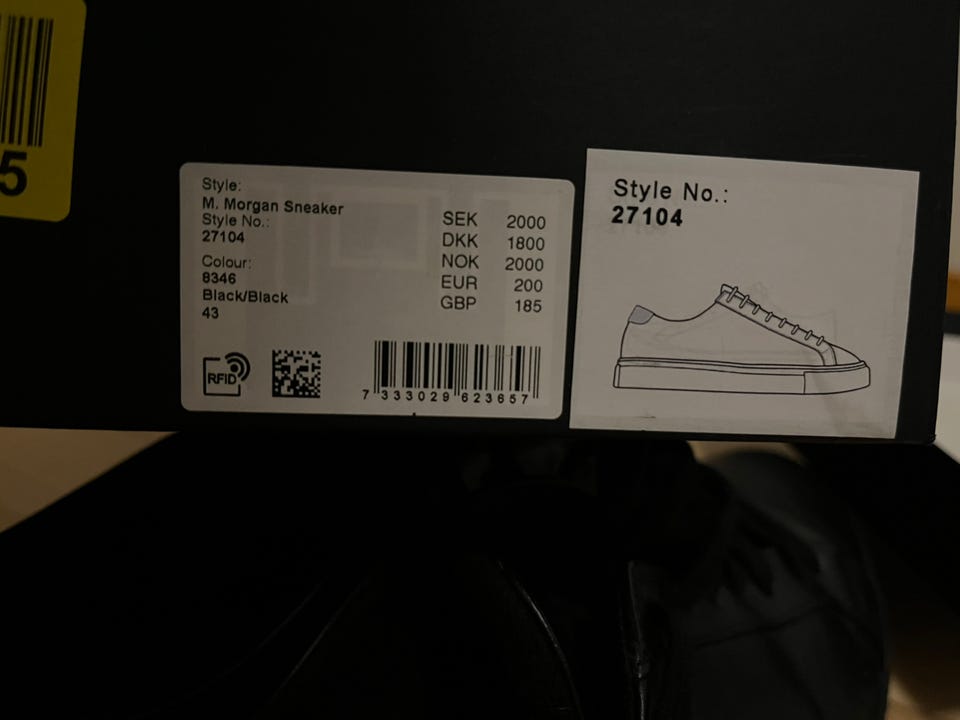 5
Style:
M. Morgan Sneaker
Style No.:
27104
Colour:
8346
Black/Black
43
SEK 2000
DKK 1800
NOK 2000
EUR 200
GBP 185
RFID
7 333029 623657
Style No.:
27104